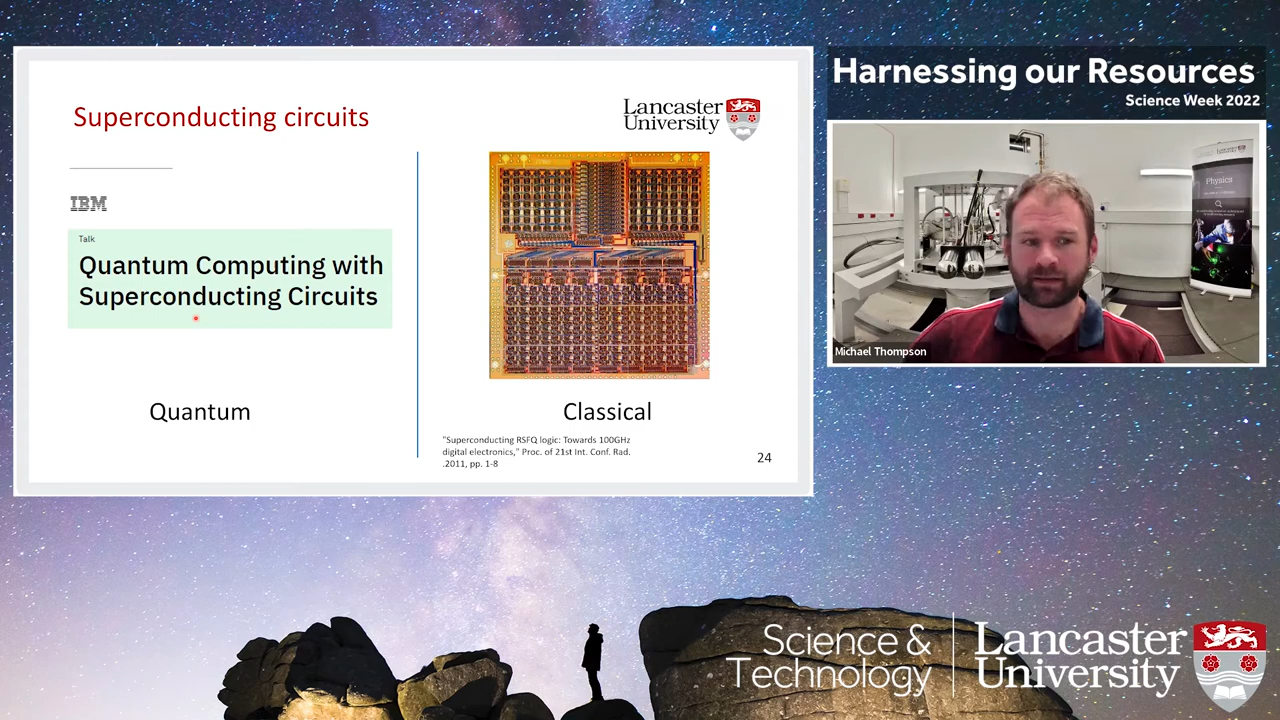 Superconducting circuits
Lancaster
University
IBM
Talk
Quantum Computing with
Superconducting Circuits
Quantum
Classical
"Superconducting RSFQ logic: Towards 100GHz
digital electronics," Proc. of 21st Int. Conf. Rad.
.2011, pp. 1-8
24
Harnessing our Resources
Science Week 2022
Physics
Michael Thompson
Science &
Technology
Lancaster
University